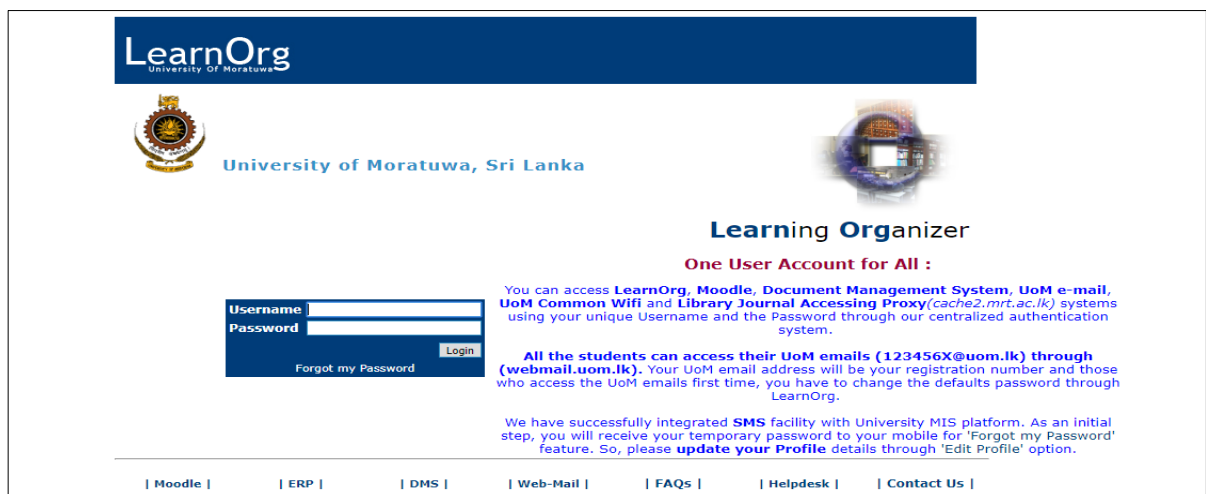 LearnOrg
University Of Moratuwa
University of Moratuwa, Sri Lanka
Learning Organizer
One User Account for All :
You can access LearnOrg, Moodle, Document Management System, UoM e-mail,
UoM Common Wifi and Library Journal Accessing Proxy(cache2.mrt.ac.lk) systems
using your unique Username and the Password through our centralized authentication
system.
Username
Password
Login
Forgot my Password
All the students can access their UoM emails (123456X@uom.lk) through
(webmail.uom.lk). Your UoM email address will be your registration number and those
who access the UoM emails first time, you have to change the defaults password through
LearnOrg.
We have successfully integrated SMS facility with University MIS platform. As an initial
step, you will receive your temporary password to your mobile for 'Forgot my Password'
feature. So, please update your Profile details through 'Edit Profile' option.
| Moodle | | ERP | | DMS | | Web-Mail | | FAQs | | Helpdesk | | Contact Us |